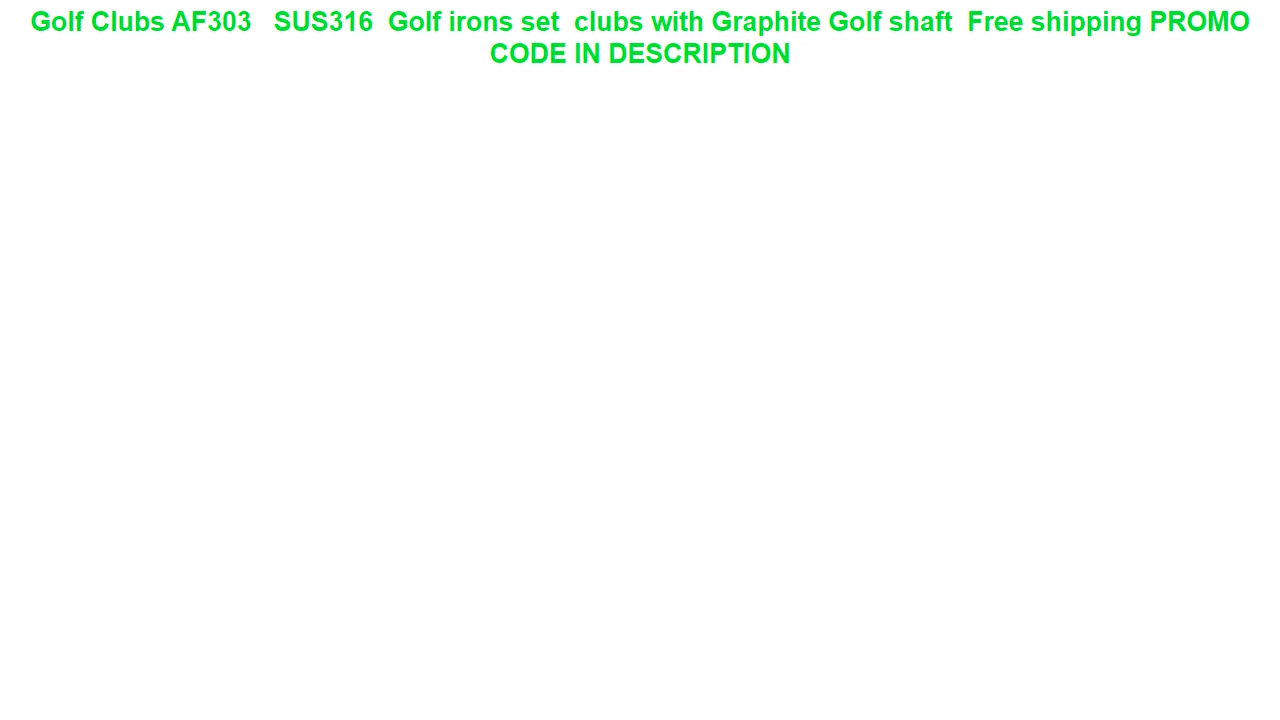 Golf Clubs AF303   SUS316  Golf irons set  clubs with Graphite Golf shaft  Free shipping PROMO
CODE IN DESCRIPTION